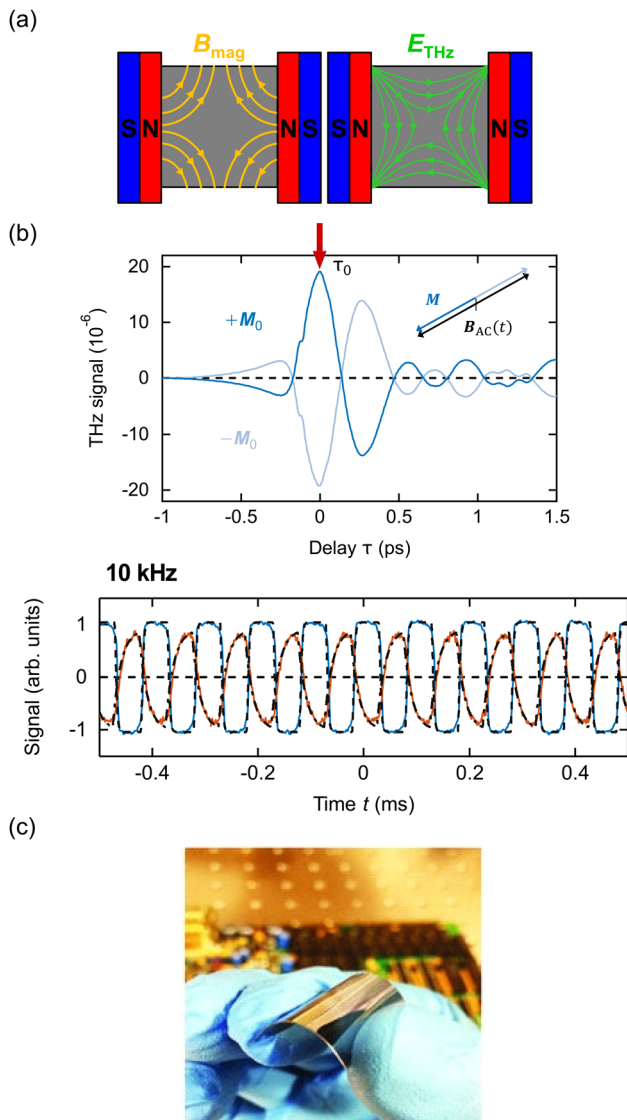 (a)
B_mag
E_THz
S N N S S N N S
(b)
τ₀
20
10
0
-10
-20
THz signal (10⁻⁶)
+M₀
−M₀
M
B_AC(t)
-1 -0.5 0 0.5 1 1.5
Delay τ (ps)
10 kHz
1
0
-1
Signal (arb. units)
-0.4 -0.2 0 0.2 0.4
Time t (ms)
(c)